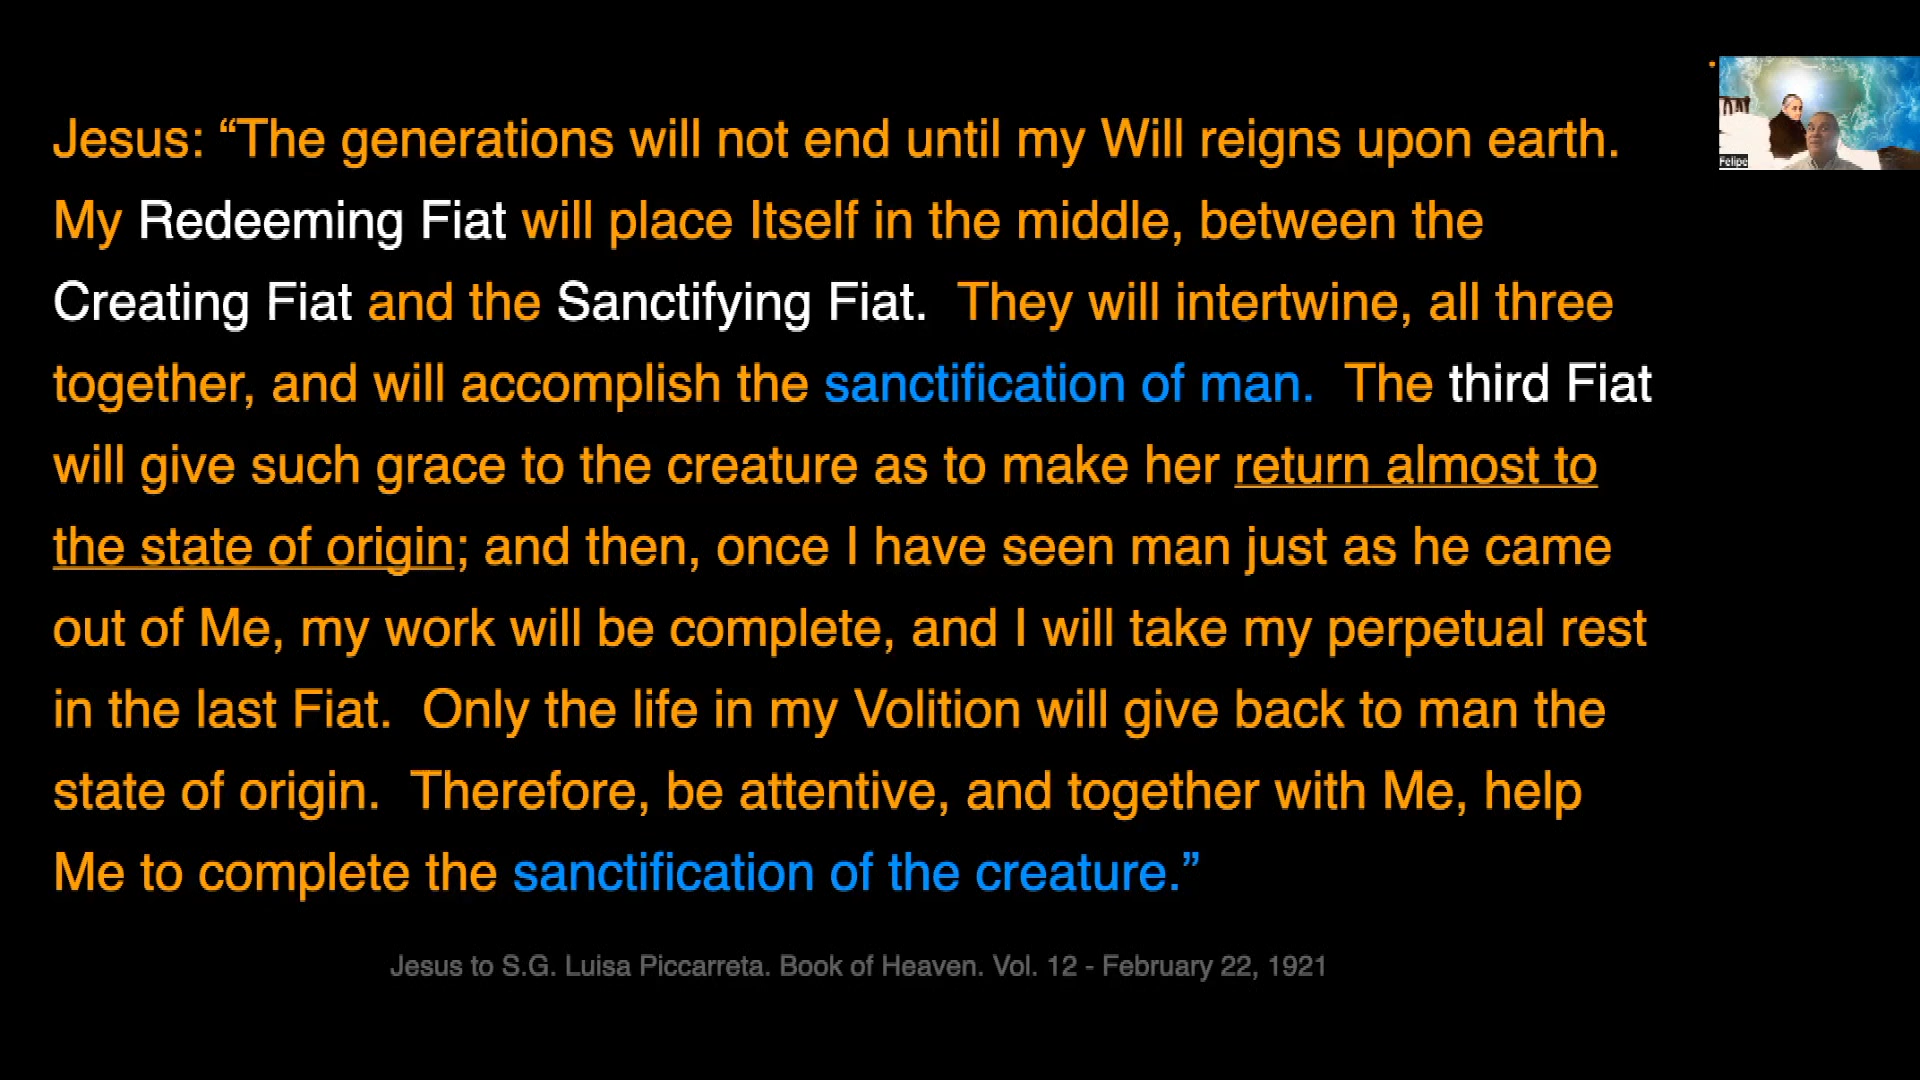 Jesus: “The generations will not end until my Will reigns upon earth.
My Redeeming Fiat will place Itself in the middle, between the
Creating Fiat and the Sanctifying Fiat.  They will intertwine, all three
together, and will accomplish the sanctification of man.  The third Fiat
will give such grace to the creature as to make her return almost to
the state of origin; and then, once I have seen man just as he came
out of Me, my work will be complete, and I will take my perpetual rest
in the last Fiat.  Only the life in my Volition will give back to man the
state of origin.  Therefore, be attentive, and together with Me, help
Me to complete the sanctification of the creature.”
Jesus to S.G. Luisa Piccarreta. Book of Heaven. Vol. 12 - February 22, 1921
Felipe